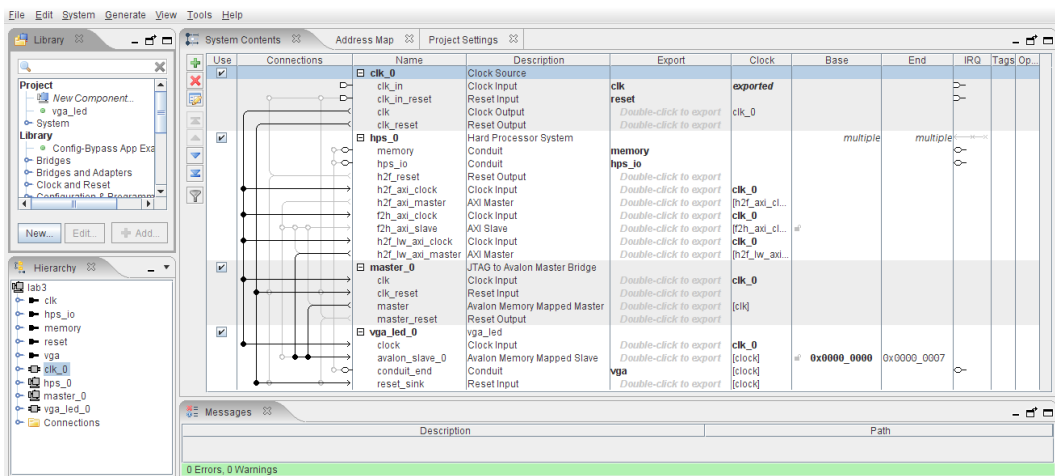 File Edit System Generate View Tools Help
Library
System Contents Address Map Project Settings
Use Connections Name Description Export Clock Base End IRQ Tags Op...
Project
New Component...
vga_led
System
Library
Config-Bypass App Exa
Bridges
Bridges and Adapters
Clock and Reset
Configuration & Programm
New... Edit... Add...
Hierarchy
lab3
clk
hps_io
memory
reset
vga
clk_0
hps_0
master_0
vga_led_0
Connections
clk_0 Clock Source
clk_in Clock Input clk exported
clk_in_reset Reset Input reset
clk Clock Output Double-click to export clk_0
clk_reset Reset Output Double-click to export
hps_0 Hard Processor System multiple multiple
memory Conduit memory
hps_io Conduit hps_io
h2f_reset Reset Output Double-click to export
h2f_axi_clock Clock Input Double-click to export clk_0
h2f_axi_master AXI Master Double-click to export [h2f_axi_cl...
f2h_axi_clock Clock Input Double-click to export clk_0
f2h_axi_slave AXI Slave Double-click to export [f2h_axi_cl...
h2f_lw_axi_clock Clock Input Double-click to export clk_0
h2f_lw_axi_master AXI Master Double-click to export [h2f_lw_axi...
master_0 JTAG to Avalon Master Bridge
clk Clock Input Double-click to export clk_0
clk_reset Reset Input Double-click to export
master Avalon Memory Mapped Master Double-click to export [clk]
master_reset Reset Output Double-click to export
vga_led_0 vga_led
clock Clock Input Double-click to export clk_0
avalon_slave_0 Avalon Memory Mapped Slave Double-click to export [clock] 0x0000_0000 0x0000_0007
conduit_end Conduit vga [clock]
reset_sink Reset Input Double-click to export [clock]
Messages
Description Path
0 Errors, 0 Warnings